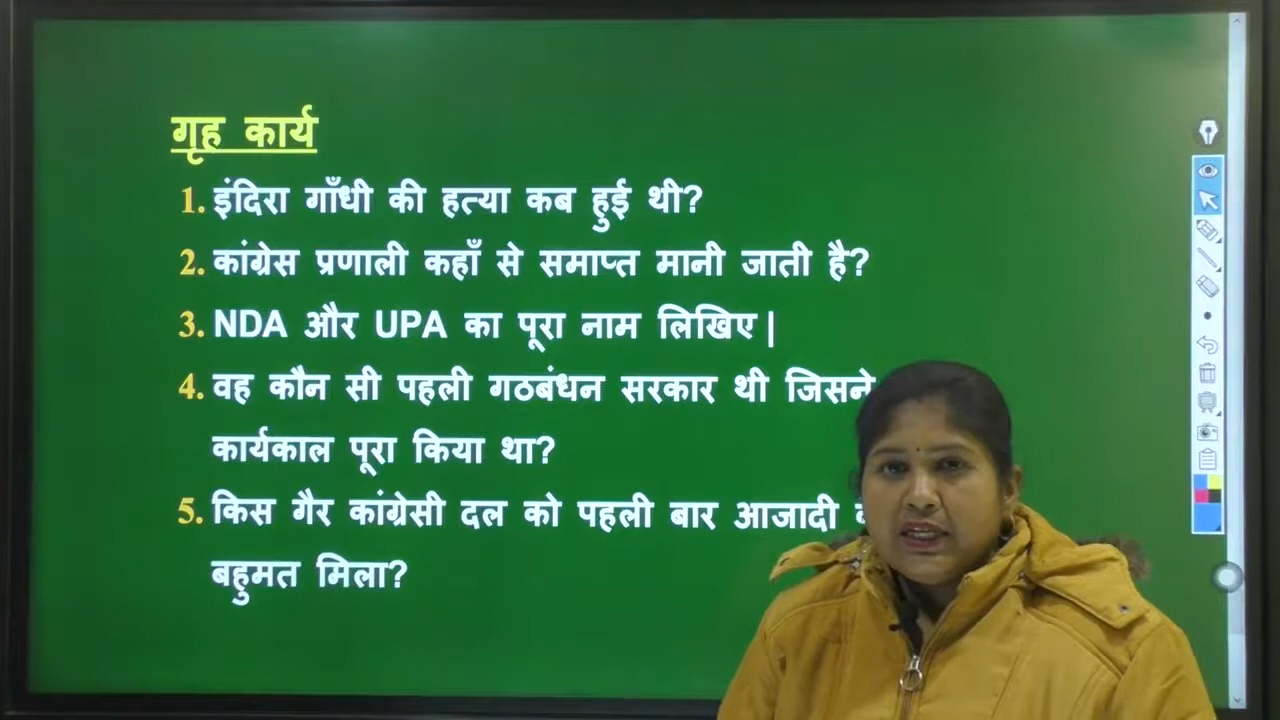 गृह कार्य
1. इंदिरा गाँधी की हत्या कब हुई थी?
2. कांग्रेस प्रणाली कहाँ से समाप्त मानी जाती है?
3. NDA और UPA का पूरा नाम लिखिए|
4. वह कौन सी पहली गठबंधन सरकार थी जिसने
कार्यकाल पूरा किया था?
5. किस गैर कांग्रेसी दल को पहली बार आजादी
बहुमत मिला?